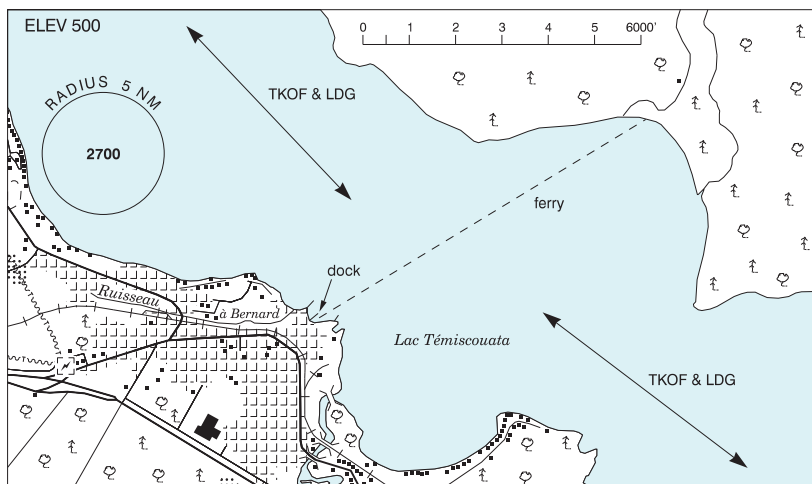 ELEV 500
0 1 2 3 4 5 6000'
RADIUS 5 NM
2700
TKOF & LDG
ferry
dock
Ruisseau
à Bernard
Lac Témiscouata
TKOF & LDG